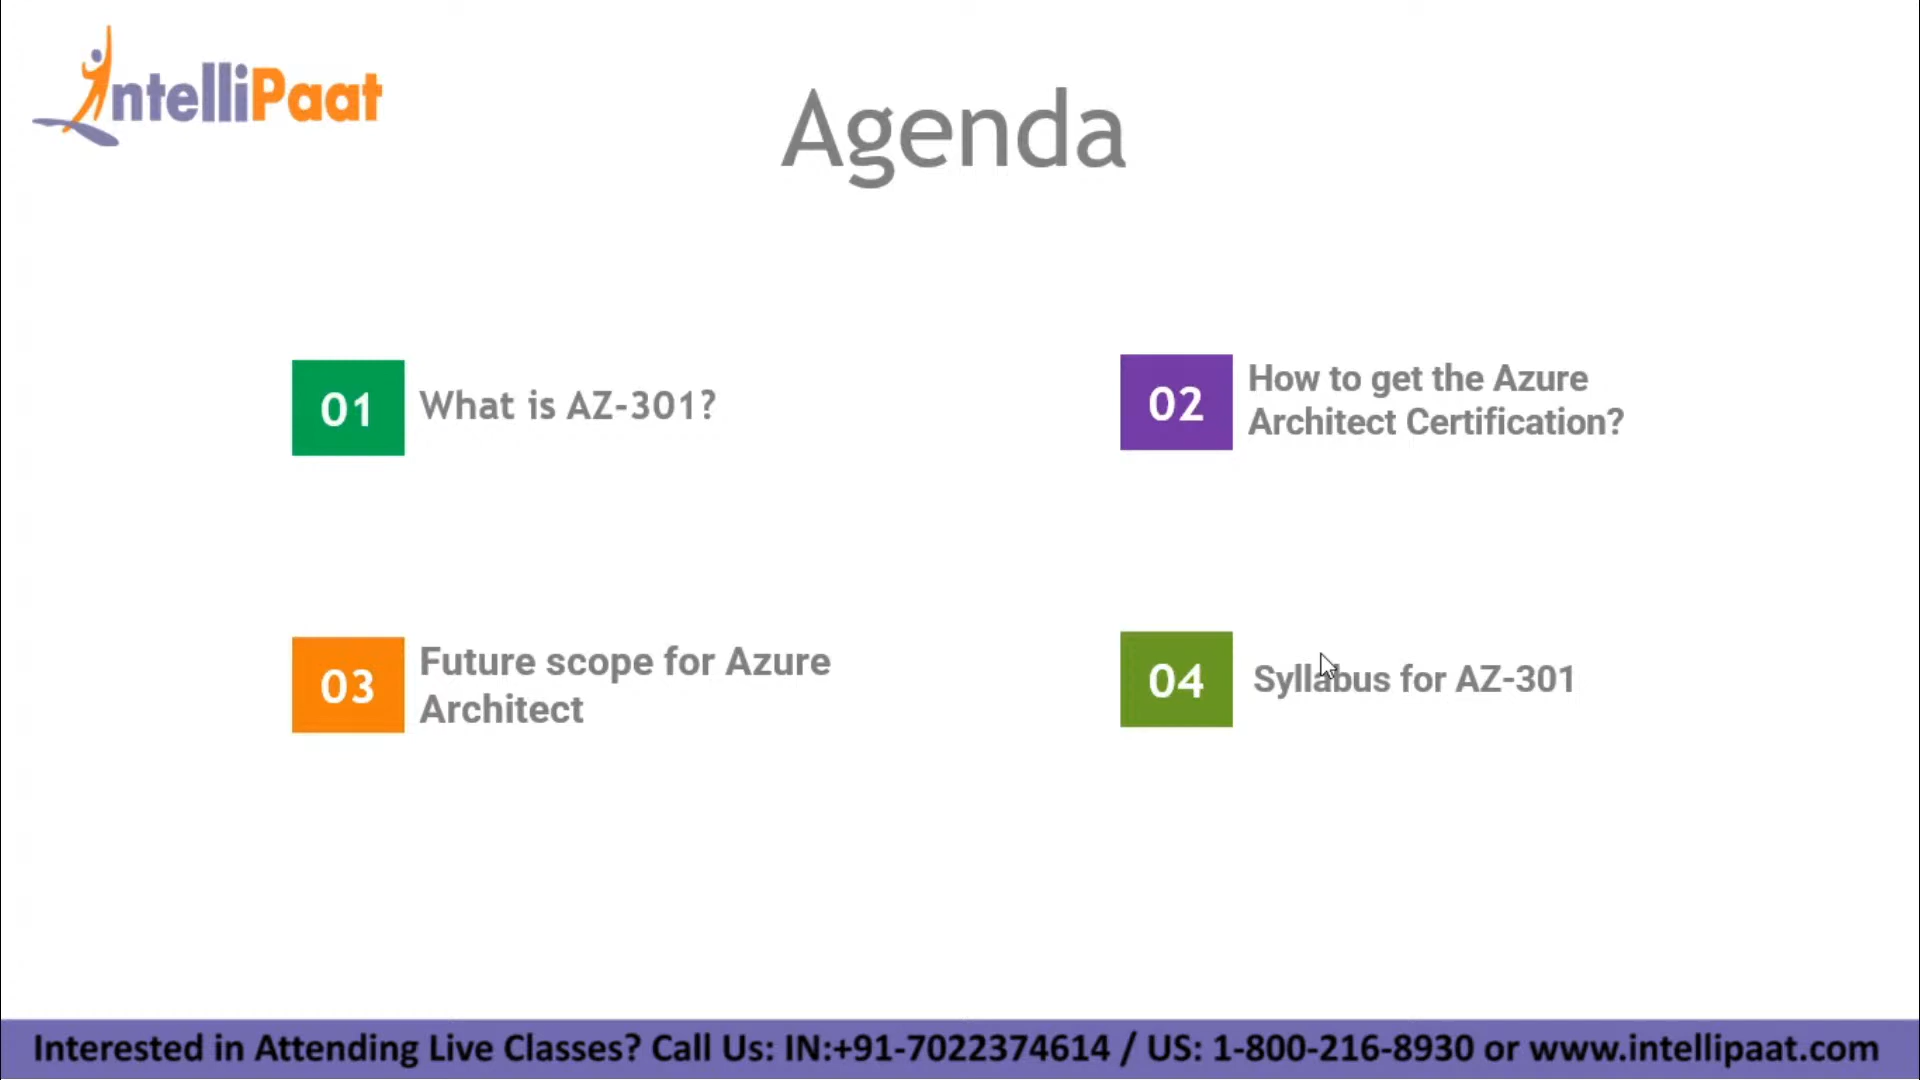 IntelliPaat
Agenda
01
What is AZ-301?
02
How to get the Azure
Architect Certification?
03
Future scope for Azure
Architect
04
Syllabus for AZ-301
Interested in Attending Live Classes? Call Us: IN:+91-7022374614 / US: 1-800-216-8930 or www.intellipaat.com